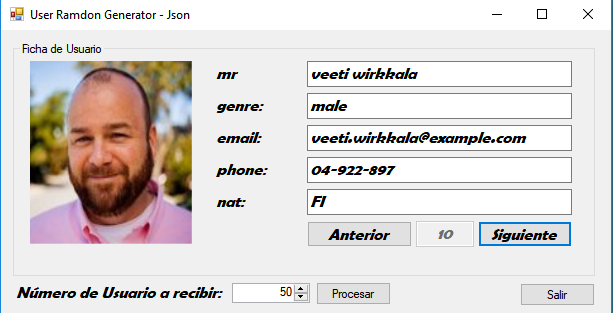 User Ramdon Generator - Json
Ficha de Usuario
mr veeti wirkkala
genre: male
email: veeti.wirkkala@example.com
phone: 04-922-897
nat: FI
Anterior 10 Siguiente
Número de Usuario a recibir: 50 Procesar Salir